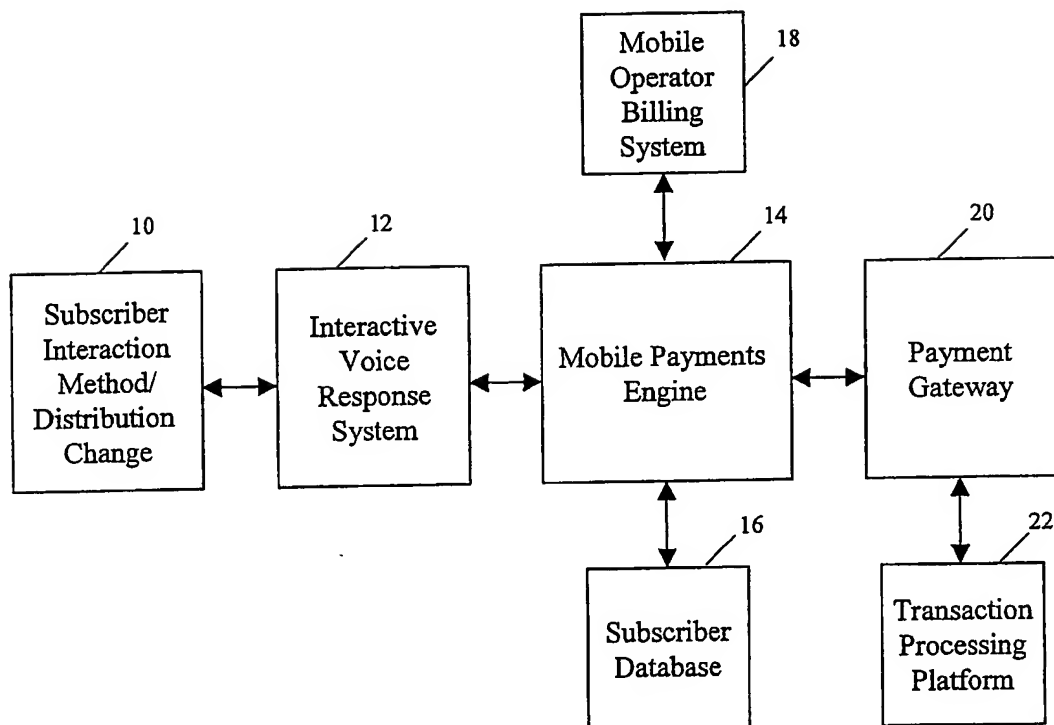 Mobile
Operator
Billing
System
18
10
Subscriber
Interaction
Method/
Distribution
Change
12
Interactive
Voice
Response
System
14
Mobile Payments
Engine
20
Payment
Gateway
16
Subscriber
Database
22
Transaction
Processing
Platform